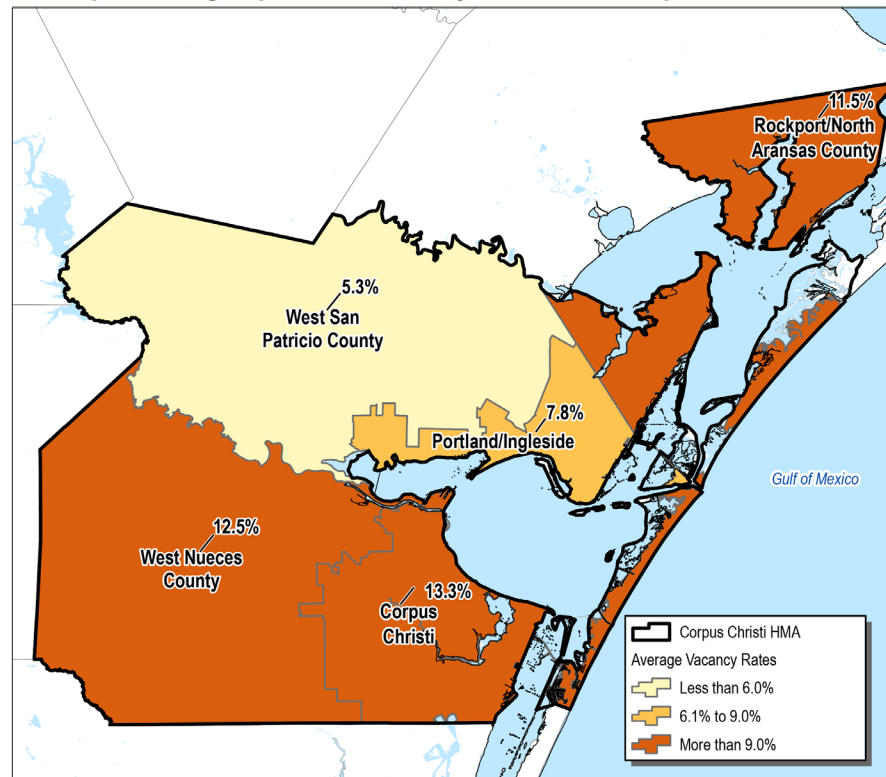 11.5%
Rockport/North
Aransas County
5.3%
West San
Patricio County
7.8%
Portland/Ingleside
Gulf of Mexico
12.5%
West Nueces
County
13.3%
Corpus
Christi
Corpus Christi HMA
Average Vacancy Rates
Less than 6.0%
6.1% to 9.0%
More than 9.0%